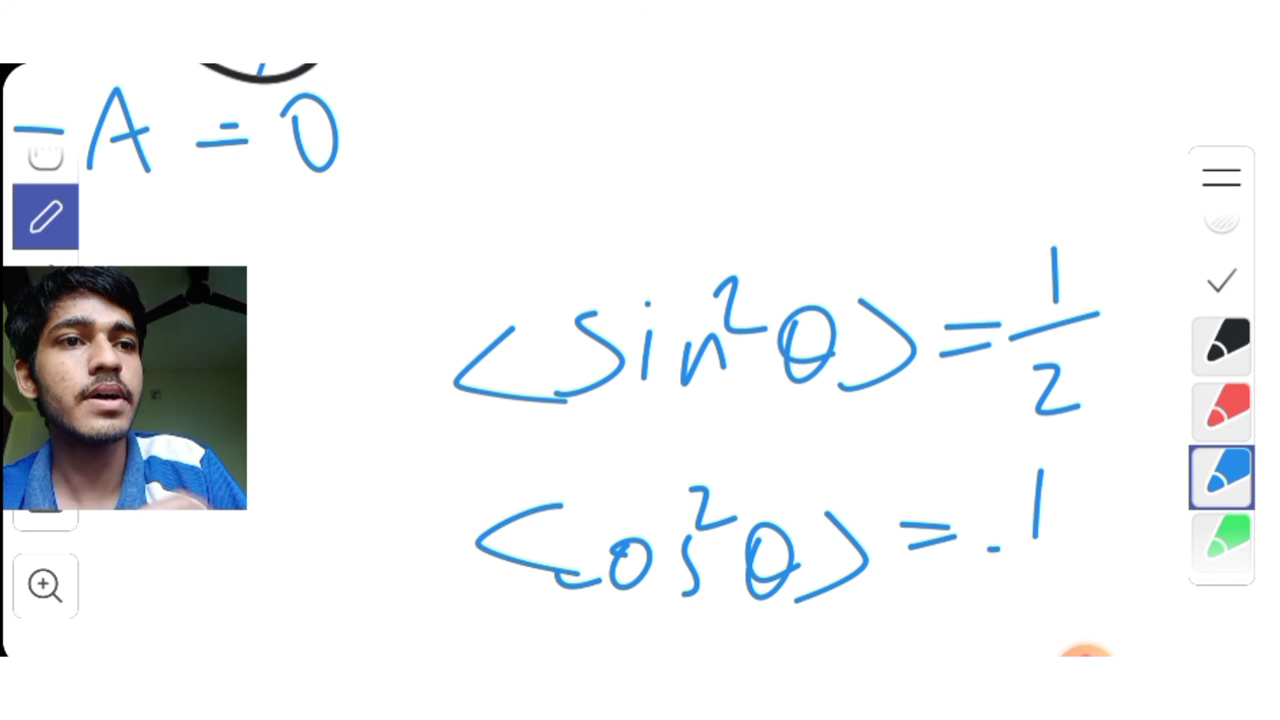 - A = 0
<sin²θ> = 1/2
<cos²θ> = . 1